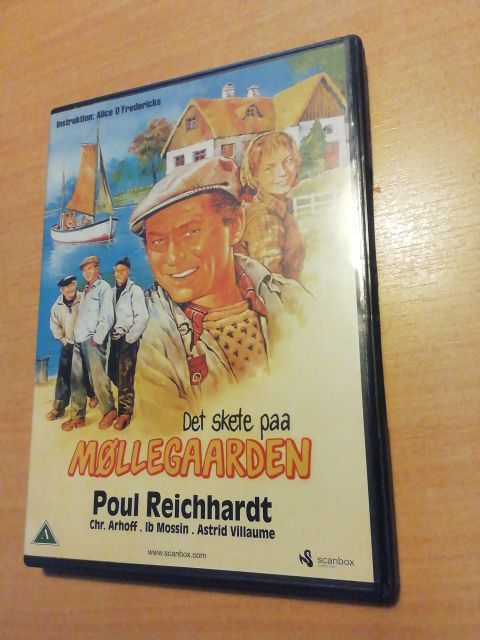 Instruktion: Alice O Fredericks
Det skete paa
MØLLEGAARDEN
Poul Reichhardt
Chr. Arhoff . Ib Mossin . Astrid Villaume
A
www.scanbox.com
scanbox